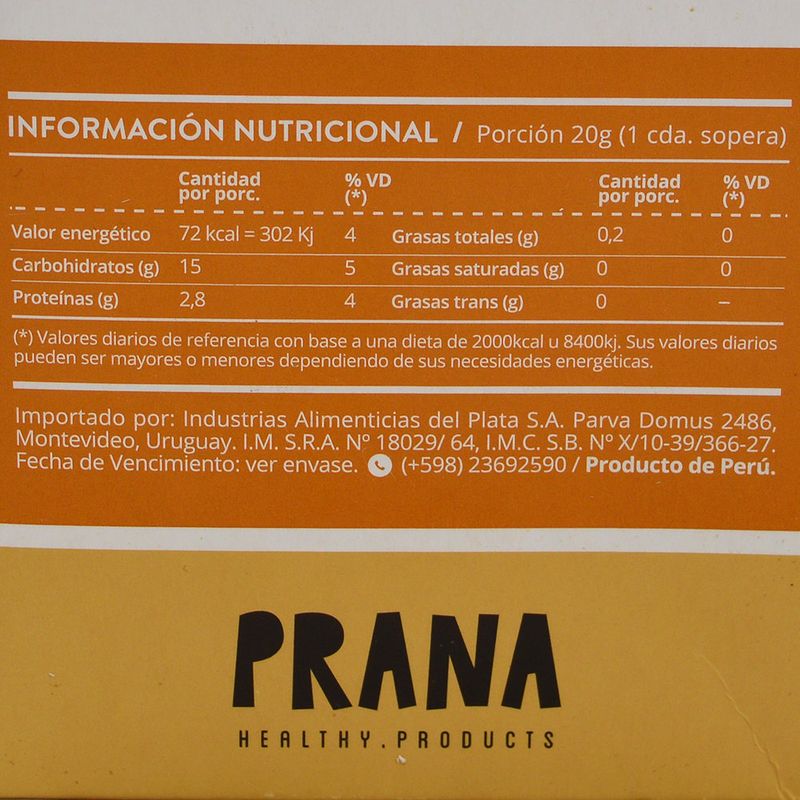 INFORMACIÓN NUTRICIONAL / Porción 20g (1 cda. sopera)
Cantidad por porc. % VD (*) Cantidad por porc. % VD (*)
Valor energético 72 kcal = 302 Kj 4 Grasas totales (g) 0,2 0
Carbohidratos (g) 15 5 Grasas saturadas (g) 0 0
Proteínas (g) 2,8 4 Grasas trans (g) 0 –
(*) Valores diarios de referencia con base a una dieta de 2000kcal u 8400kj. Sus valores diarios
pueden ser mayores o menores dependiendo de sus necesidades energéticas.
Importado por: Industrias Alimenticias del Plata S.A. Parva Domus 2486,
Montevideo, Uruguay. I.M. S.R.A. Nº 18029/ 64, I.M.C. S.B. Nº X/10-39/366-27.
Fecha de Vencimiento: ver envase. (+598) 23692590 / Producto de Perú.
PRANA
HEALTHY.PRODUCTS